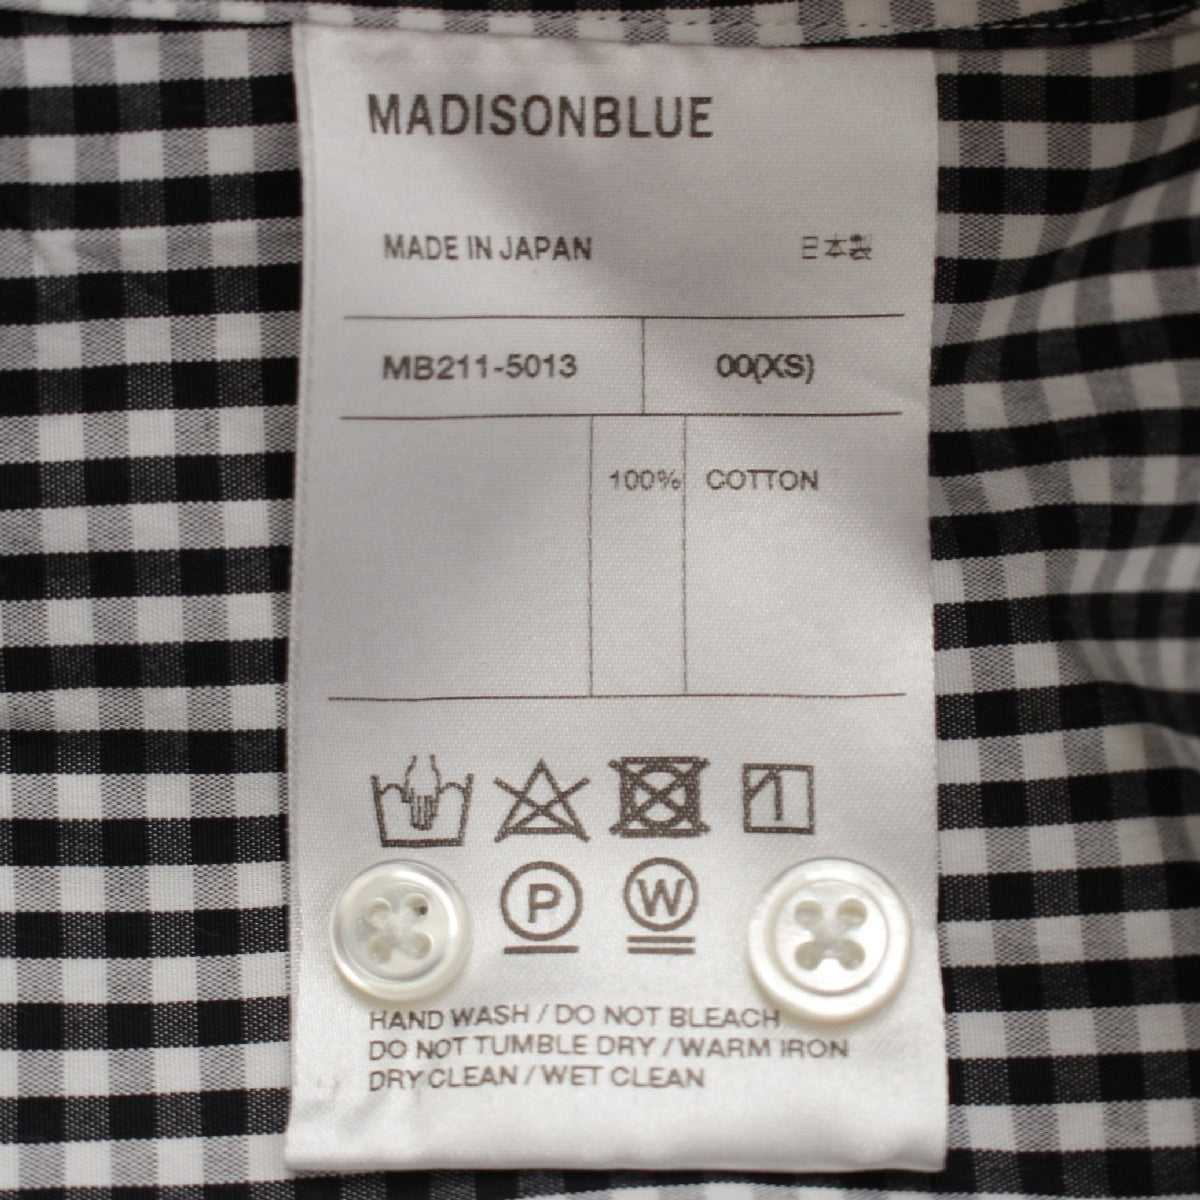 MADISONBLUE
MADE IN JAPAN 日本製
MB211-5013 00(XS)
100% COTTON
P W
HAND WASH / DO NOT BLEACH
DO NOT TUMBLE DRY / WARM IRON
DRY CLEAN / WET CLEAN